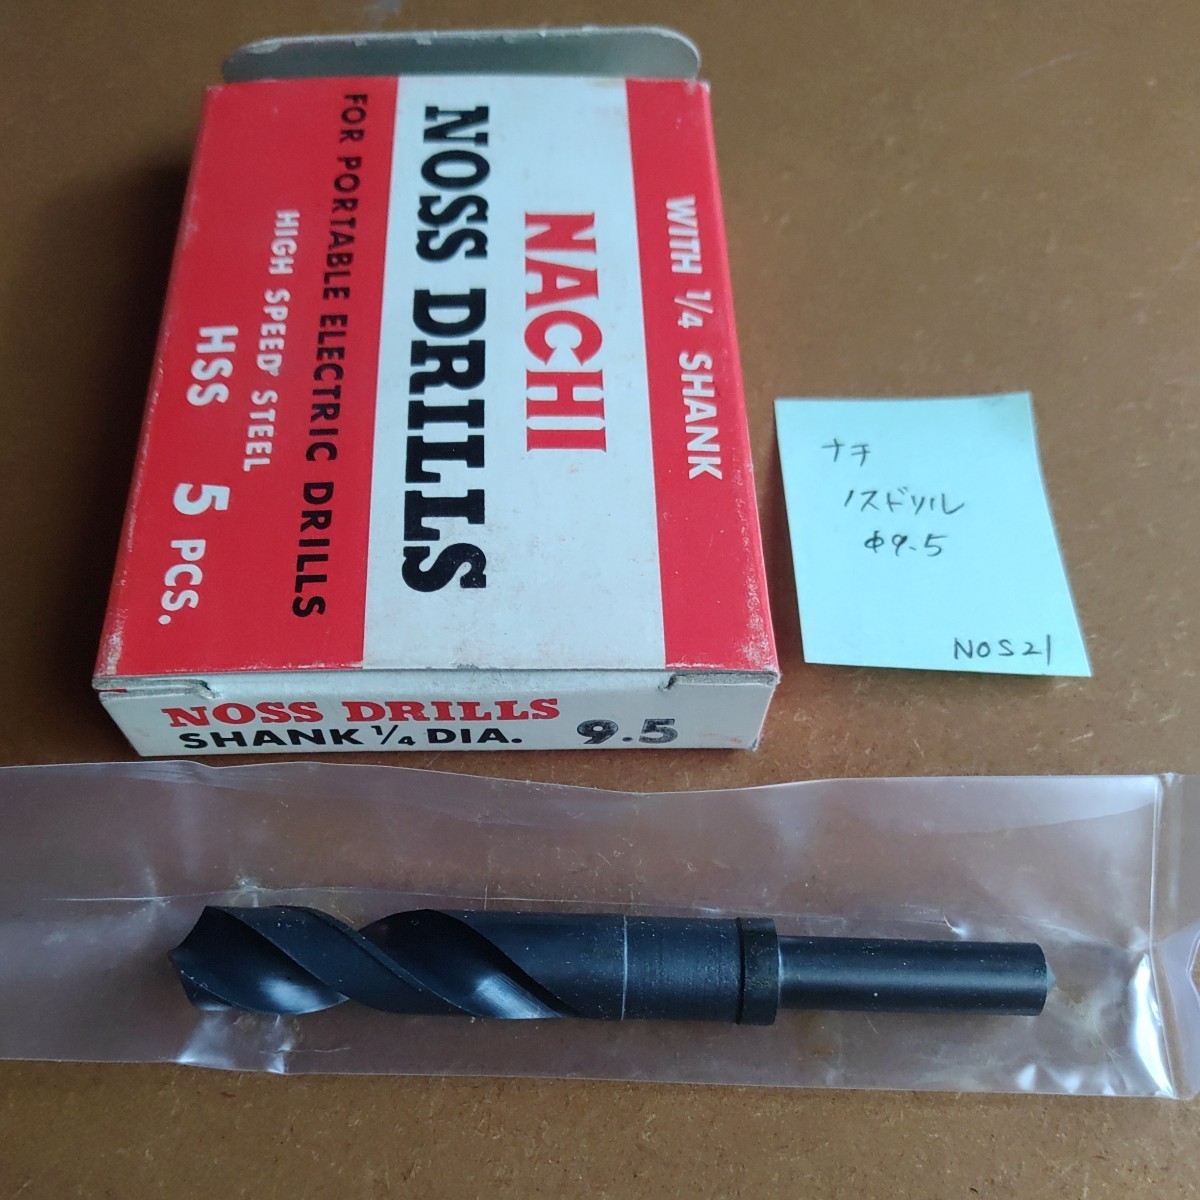 WITH 1/4 SHANK
NACHI
NOSS DRILLS
FOR PORTABLE ELECTRIC DRILLS
HIGH SPEED STEEL
HSS 5 PCS.
NOSS DRILLS
SHANK 1/4 DIA. 9.5
ナチ
ノスドリル
φ9.5
NOS21